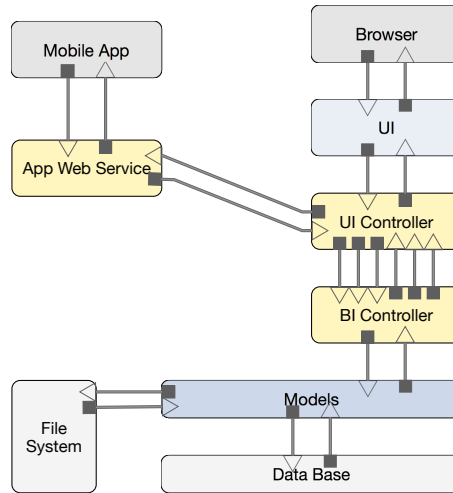 Browser
Mobile App
UI
App Web Service
UI Controller
BI Controller
Models
File
System
Data Base